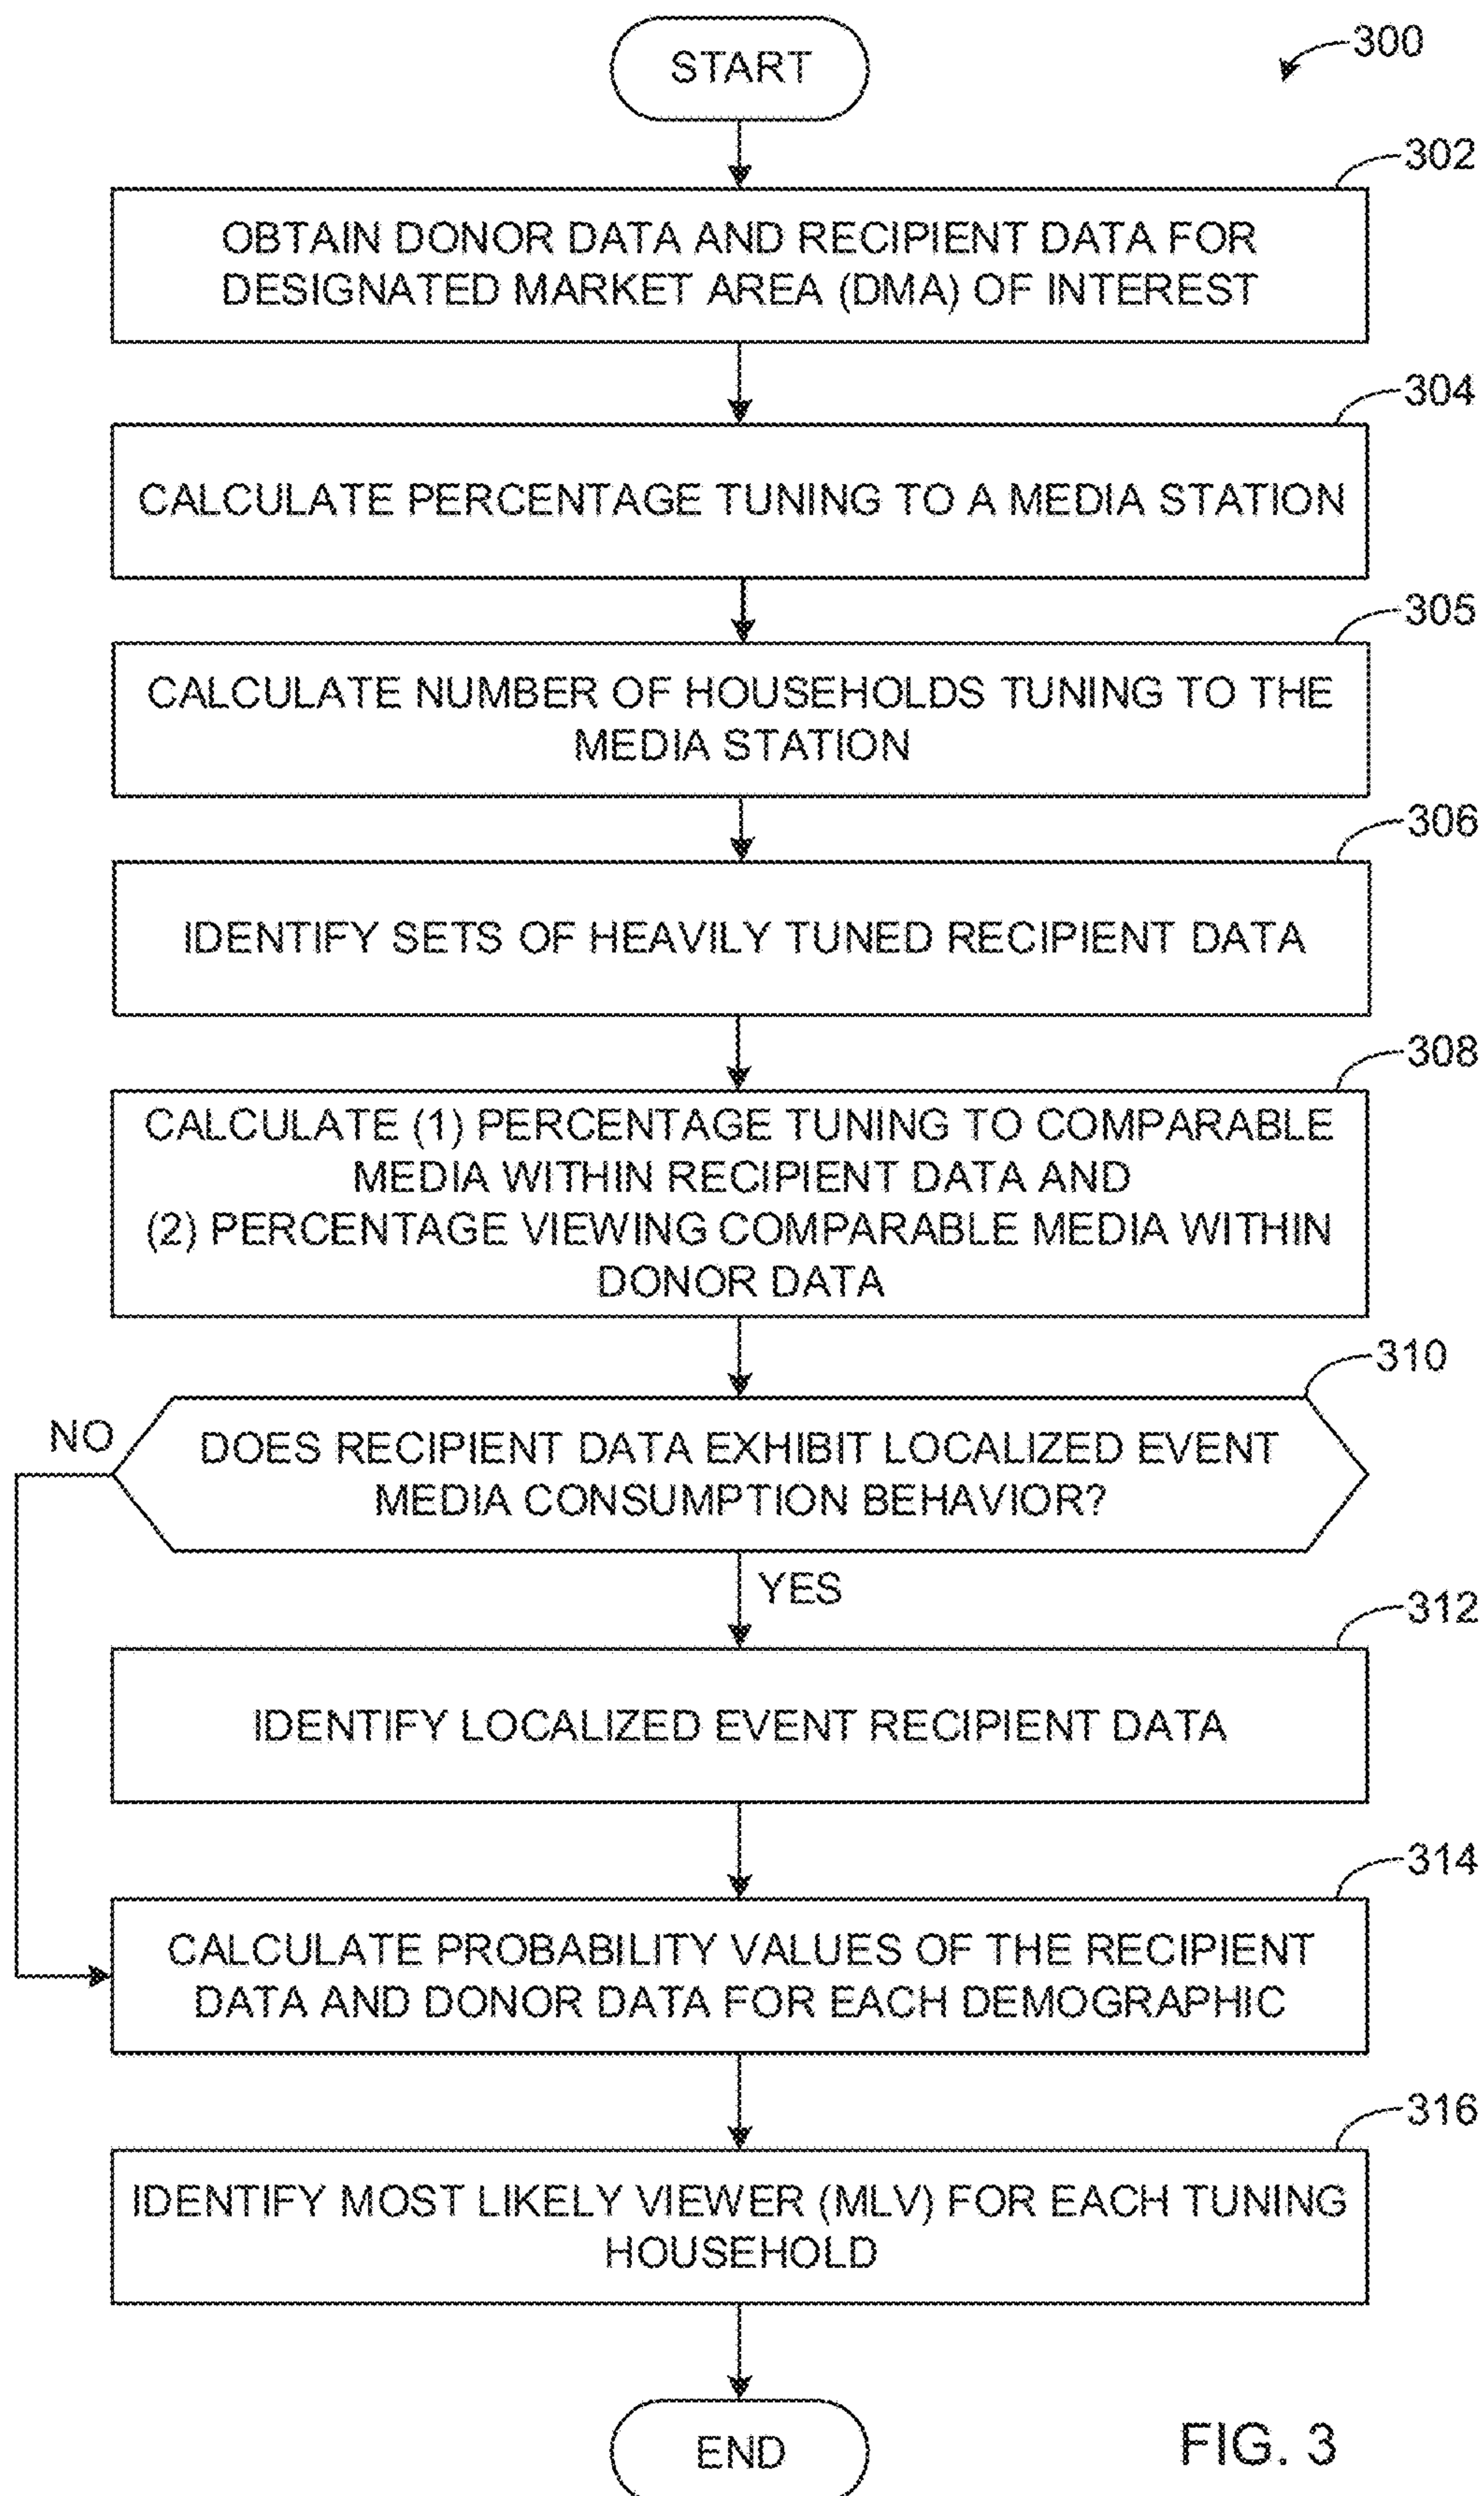 START
300
302
OBTAIN DONOR DATA AND RECIPIENT DATA FOR
DESIGNATED MARKET AREA (DMA) OF INTEREST
304
CALCULATE PERCENTAGE TUNING TO A MEDIA STATION
305
CALCULATE NUMBER OF HOUSEHOLDS TUNING TO THE
MEDIA STATION
306
IDENTIFY SETS OF HEAVILY TUNED RECIPIENT DATA
308
CALCULATE (1) PERCENTAGE TUNING TO COMPARABLE
MEDIA WITHIN RECIPIENT DATA AND
(2) PERCENTAGE VIEWING COMPARABLE MEDIA WITHIN
DONOR DATA
310
NO
DOES RECIPIENT DATA EXHIBIT LOCALIZED EVENT
MEDIA CONSUMPTION BEHAVIOR?
YES
312
IDENTIFY LOCALIZED EVENT RECIPIENT DATA
314
CALCULATE PROBABILITY VALUES OF THE RECIPIENT
DATA AND DONOR DATA FOR EACH DEMOGRAPHIC
316
IDENTIFY MOST LIKELY VIEWER (MLV) FOR EACH TUNING
HOUSEHOLD
END
FIG. 3